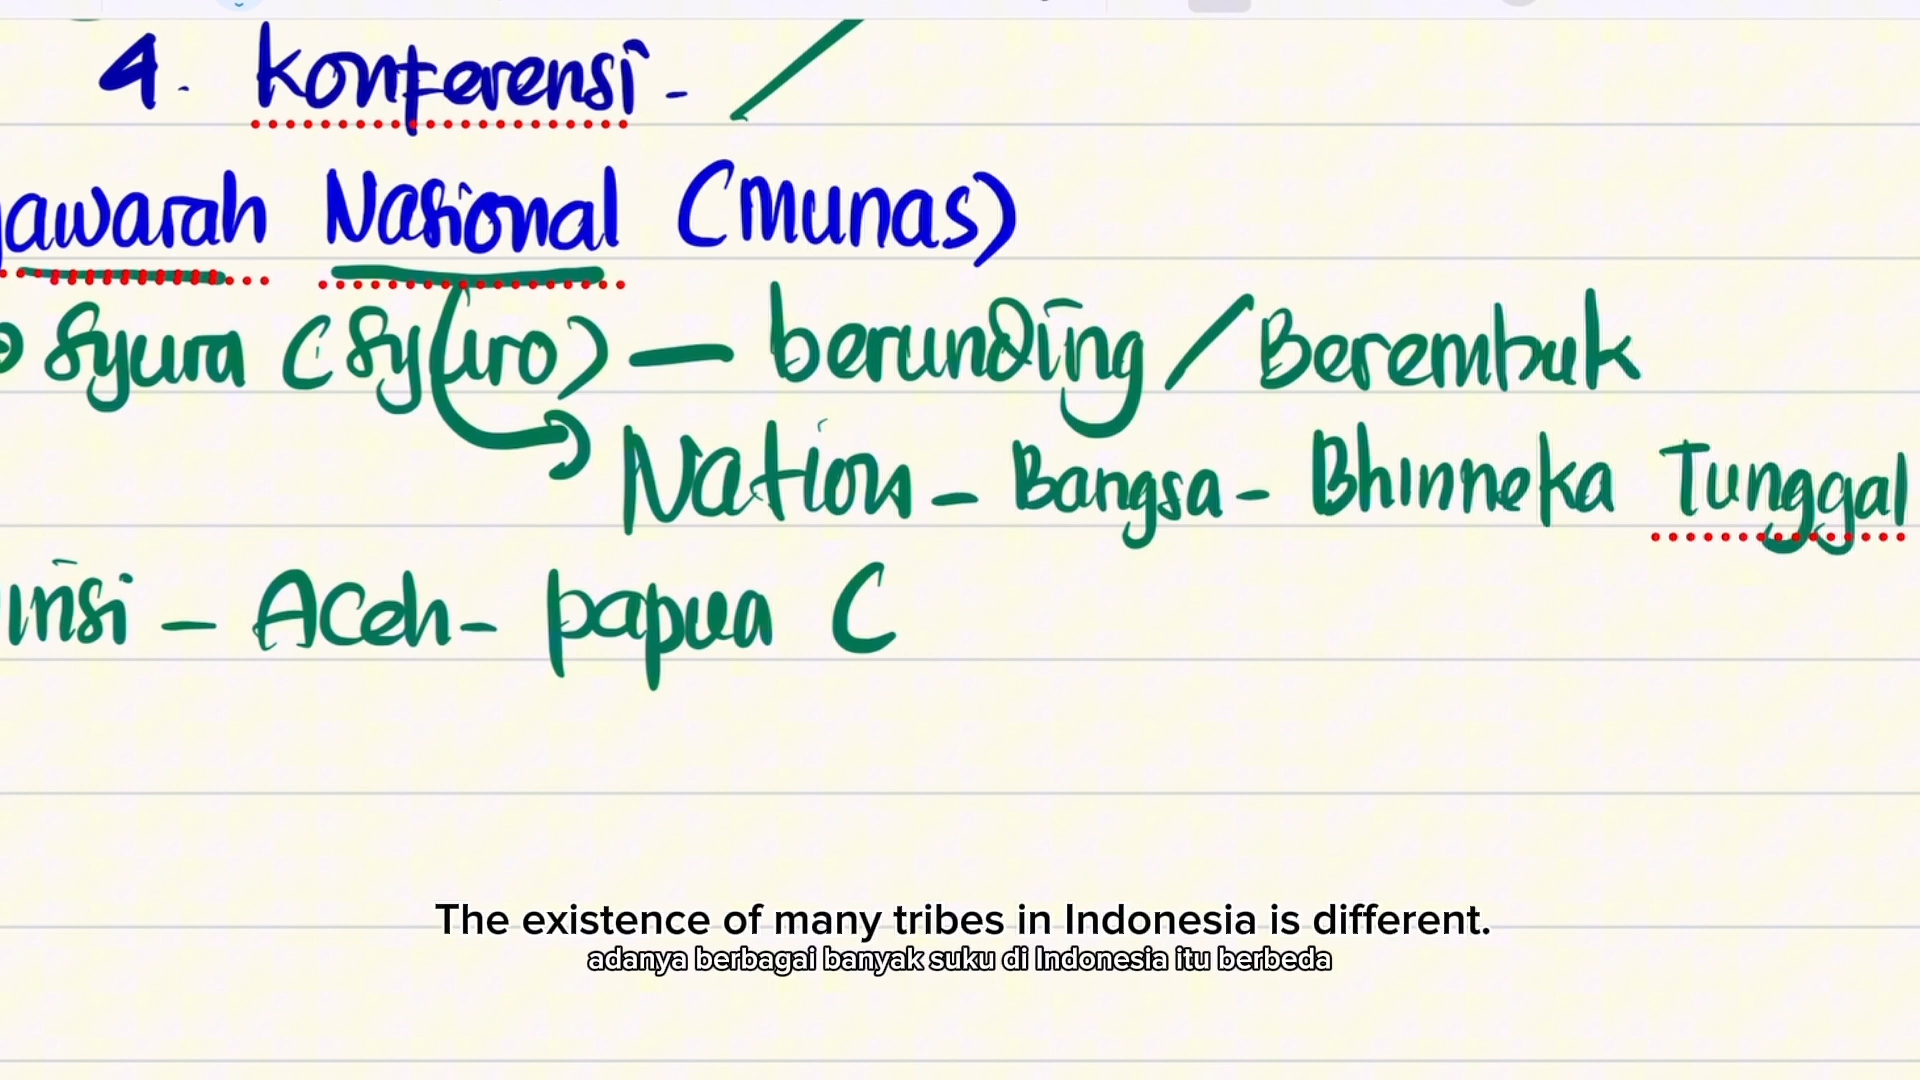 4. Konferensi - /
awarah Nasional (Munas)
Syura (Syuro) — berunding / Berembuk
Nation - Bangsa - Bhinneka Tunggal
insi - Aceh - papua C
The existence of many tribes in Indonesia is different.
adanya berbagai banyak suku di Indonesia itu berbeda